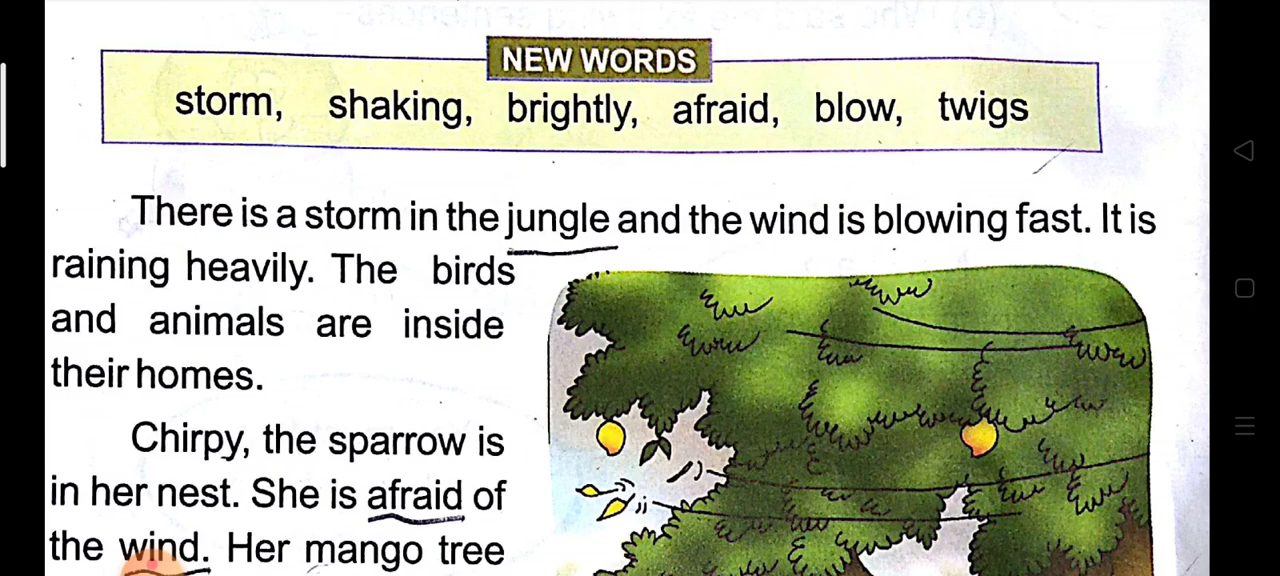 NEW WORDS
storm, shaking, brightly, afraid, blow, twigs
There is a storm in the jungle and the wind is blowing fast. It is
raining heavily. The birds
and animals are inside
their homes.
Chirpy, the sparrow is
in her nest. She is afraid of
the wind. Her mango tree